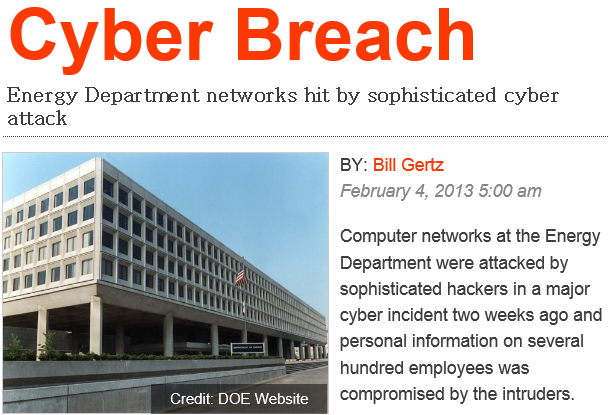 Cyber Breach
Energy Department networks hit by sophisticated cyber
attack
BY: Bill Gertz
February 4, 2013 5:00 am
Computer networks at the Energy
Department were attacked by
sophisticated hackers in a major
cyber incident two weeks ago and
personal information on several
hundred employees was
compromised by the intruders.
Credit: DOE Website